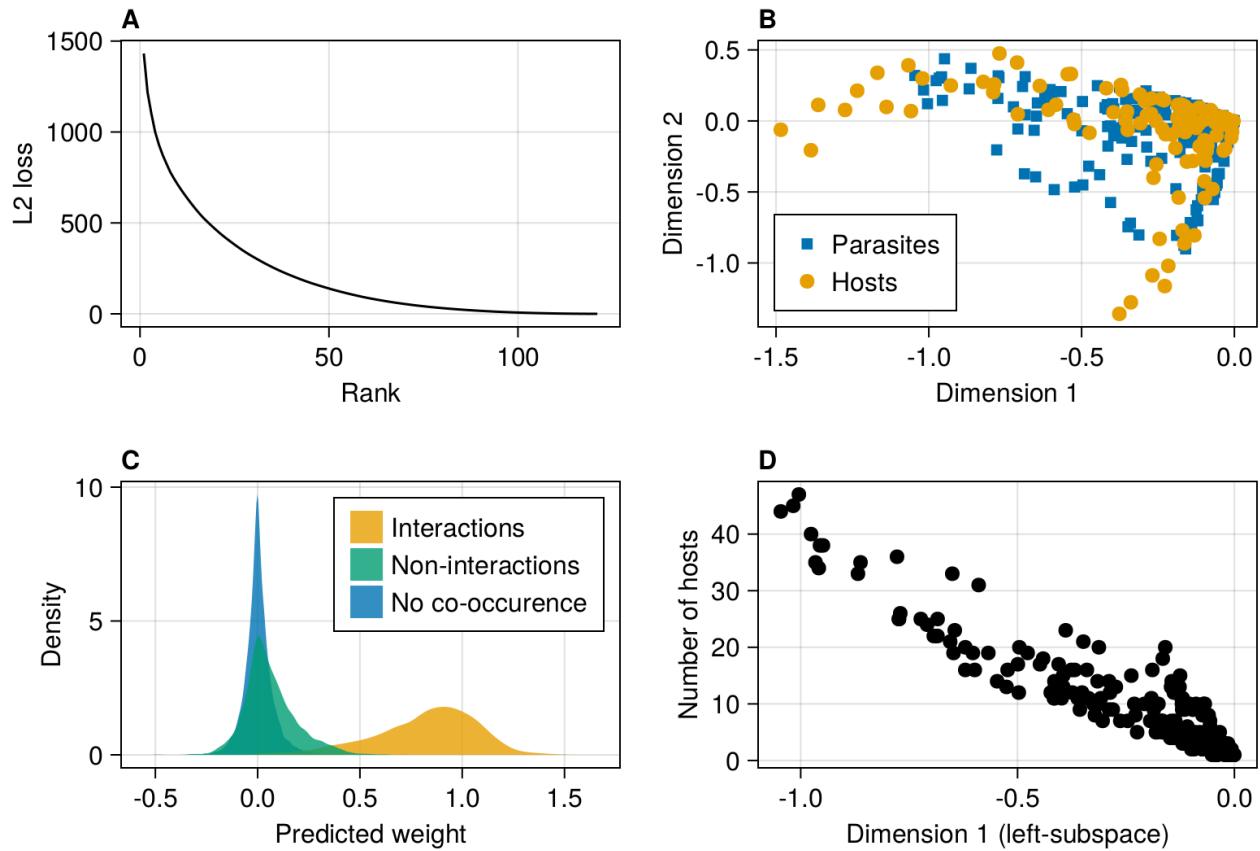 A
1500
1000
500
0
L2 loss
0
50
100
Rank
B
0.5
0.0
-0.5
-1.0
Dimension 2
Parasites
Hosts
-1.5
-1.0
-0.5
0.0
Dimension 1
C
10
5
0
Density
Interactions
Non-interactions
No co-occurence
-0.5
0.0
0.5
1.0
1.5
Predicted weight
D
40
30
20
10
0
Number of hosts
-1.0
-0.5
0.0
Dimension 1 (left-subspace)